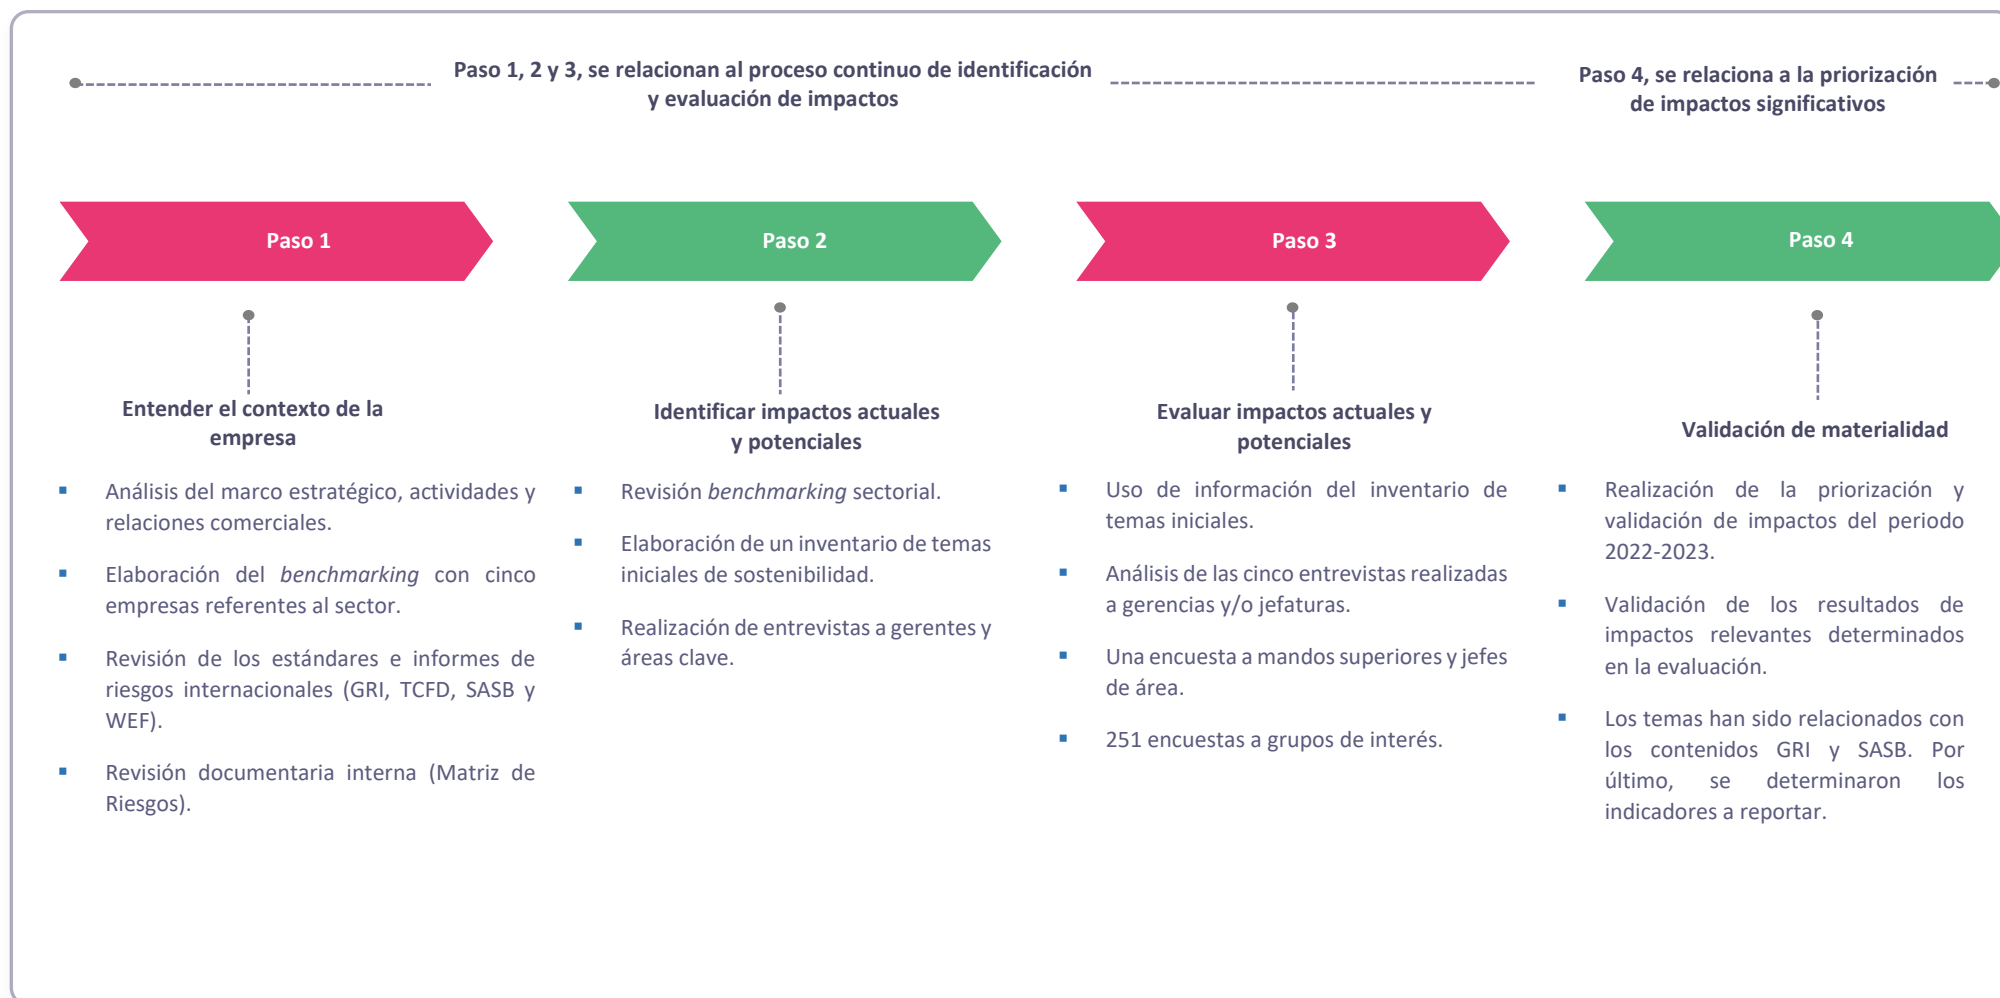 Paso 1, 2 y 3, se relacionan al proceso continuo de identificación
y evaluación de impactos
Paso 4, se relaciona a la priorización
de impactos significativos
Paso 1
Paso 2
Paso 3
Paso 4
Entender el contexto de la
empresa
▪ Análisis del marco estratégico, actividades y
relaciones comerciales.
▪ Elaboración del benchmarking con cinco
empresas referentes al sector.
▪ Revisión de los estándares e informes de
riesgos internacionales (GRI, TCFD, SASB y
WEF).
▪ Revisión documentaria interna (Matriz de
Riesgos).
Identificar impactos actuales
y potenciales
▪ Revisión benchmarking sectorial.
▪ Elaboración de un inventario de temas
iniciales de sostenibilidad.
▪ Realización de entrevistas a gerentes y
áreas clave.
Evaluar impactos actuales y
potenciales
▪ Uso de información del inventario de
temas iniciales.
▪ Análisis de las cinco entrevistas realizadas
a gerencias y/o jefaturas.
▪ Una encuesta a mandos superiores y jefes
de área.
▪ 251 encuestas a grupos de interés.
Validación de materialidad
▪ Realización de la priorización y
validación de impactos del periodo
2022-2023.
▪ Validación de los resultados de
impactos relevantes determinados
en la evaluación.
▪ Los temas han sido relacionados con
los contenidos GRI y SASB. Por
último, se determinaron los
indicadores a reportar.